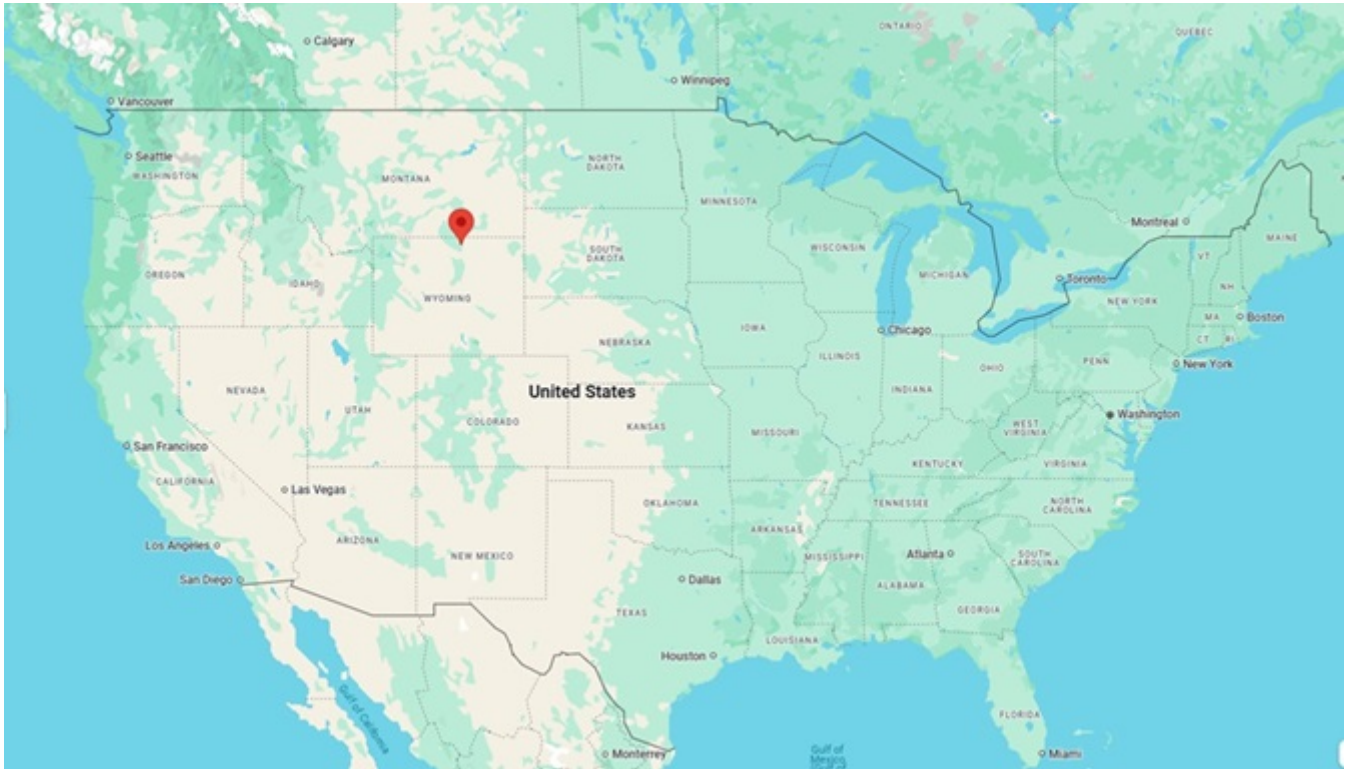 Calgary
ONTARIO
QUEBEC
Winnipeg
Vancouver
Seattle
WASHINGTON
MONTANA
NORTH
DAKOTA
MINNESOTA
Montreal
MAINE
OREGON
IDAHO
WYOMING
SOUTH
DAKOTA
WISCONSIN
MICHIGAN
Toronto
VT
NH
NEW YORK
MA
Boston
CT
RI
NEBRASKA
IOWA
Chicago
ILLINOIS
INDIANA
OHIO
PENN
New York
NEVADA
UTAH
COLORADO
United States
KANSAS
MISSOURI
WEST
VIRGINIA
Washington
San Francisco
CALIFORNIA
Las Vegas
KENTUCKY
VIRGINIA
Los Angeles
ARIZONA
NEW MEXICO
OKLAHOMA
ARKANSAS
TENNESSEE
NORTH
CAROLINA
San Diego
Dallas
MISSISSIPPI
Atlanta
SOUTH
CAROLINA
ALABAMA
GEORGIA
TEXAS
Houston
LOUISIANA
Gulf of California
FLORIDA
Monterrey
Gulf of
Mexico
Miami